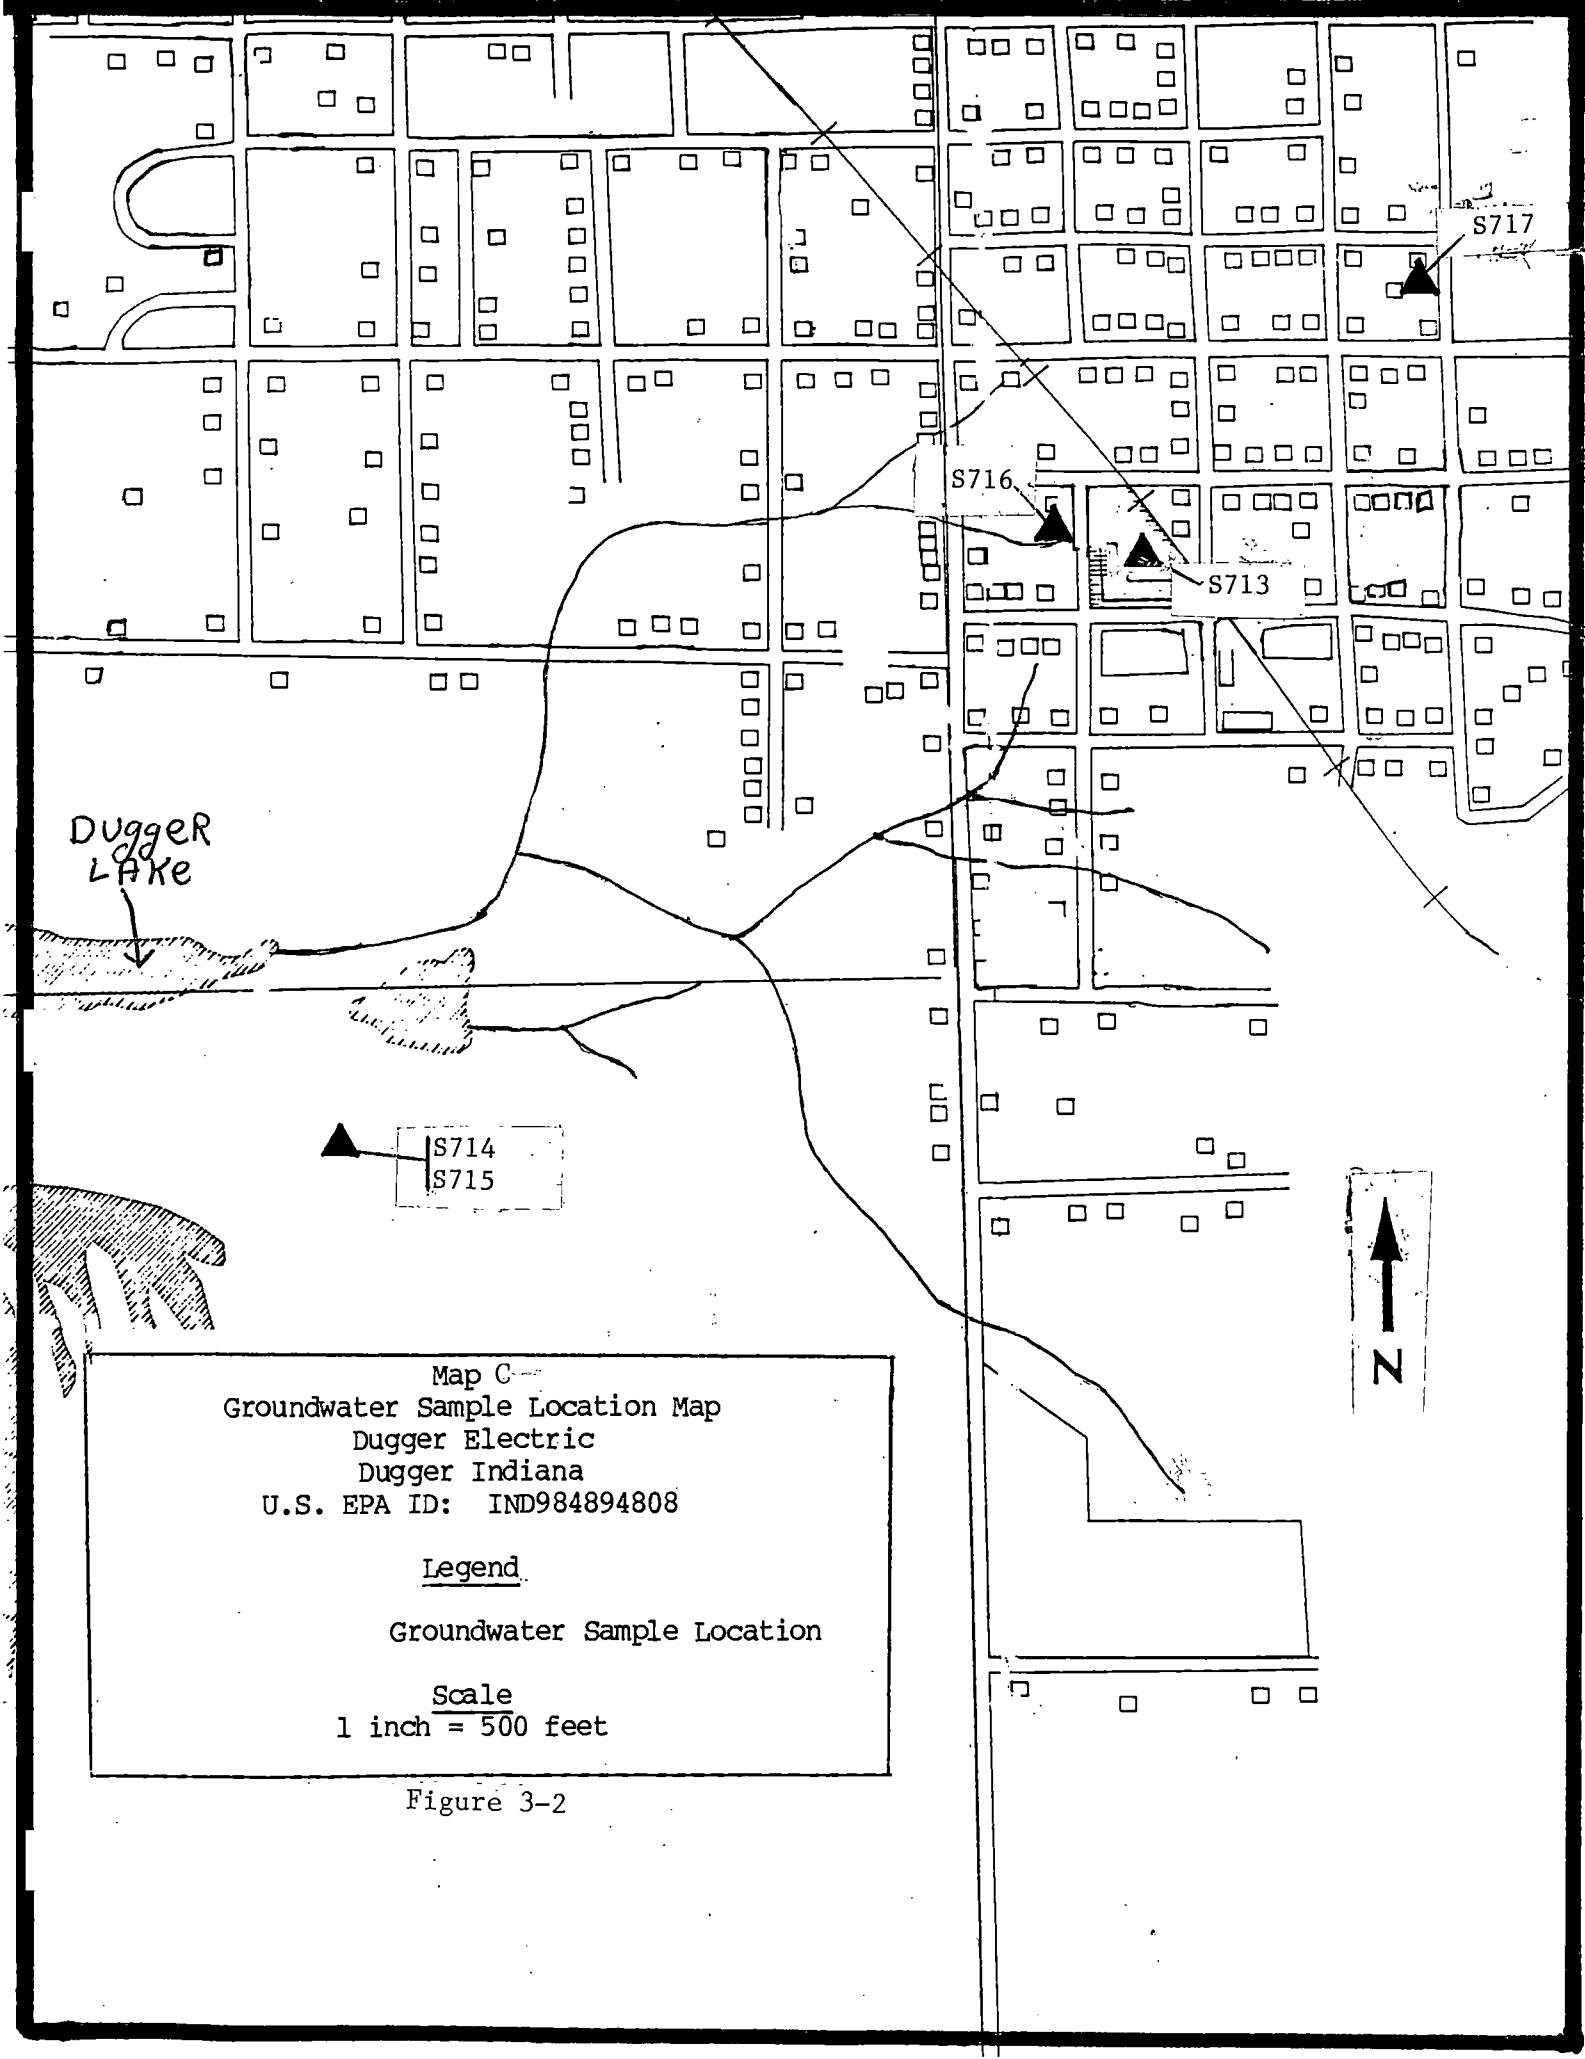 S717
S716
S713
DuggeR
LAKe
S714
S715
N
Map C
Groundwater Sample Location Map
Dugger Electric
Dugger Indiana
U.S. EPA ID: IND984894808
Legend
Groundwater Sample Location
Scale
1 inch = 500 feet
Figure 3-2